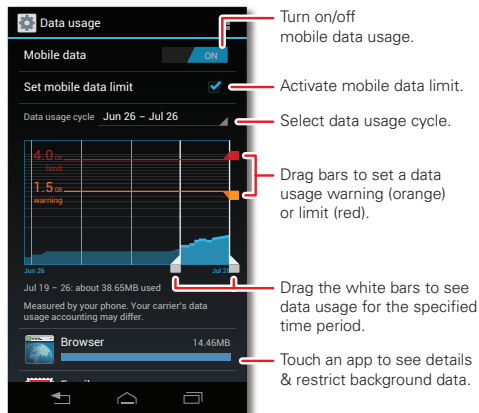 Data usage
Mobile data
ON
Set mobile data limit
Data usage cycle Jun 26 – Jul 26
4.0 GB
limit
1.5 GB
warning
Jun 26
Jul 26
Jul 19 – 26: about 38.65MB used
Measured by your phone. Your carrier's data
usage accounting may differ.
Browser
14.46MB
Turn on/off
mobile data usage.
Activate mobile data limit.
Select data usage cycle.
Drag bars to set a data
usage warning (orange)
or limit (red).
Drag the white bars to see
data usage for the specified
time period.
Touch an app to see details
& restrict background data.